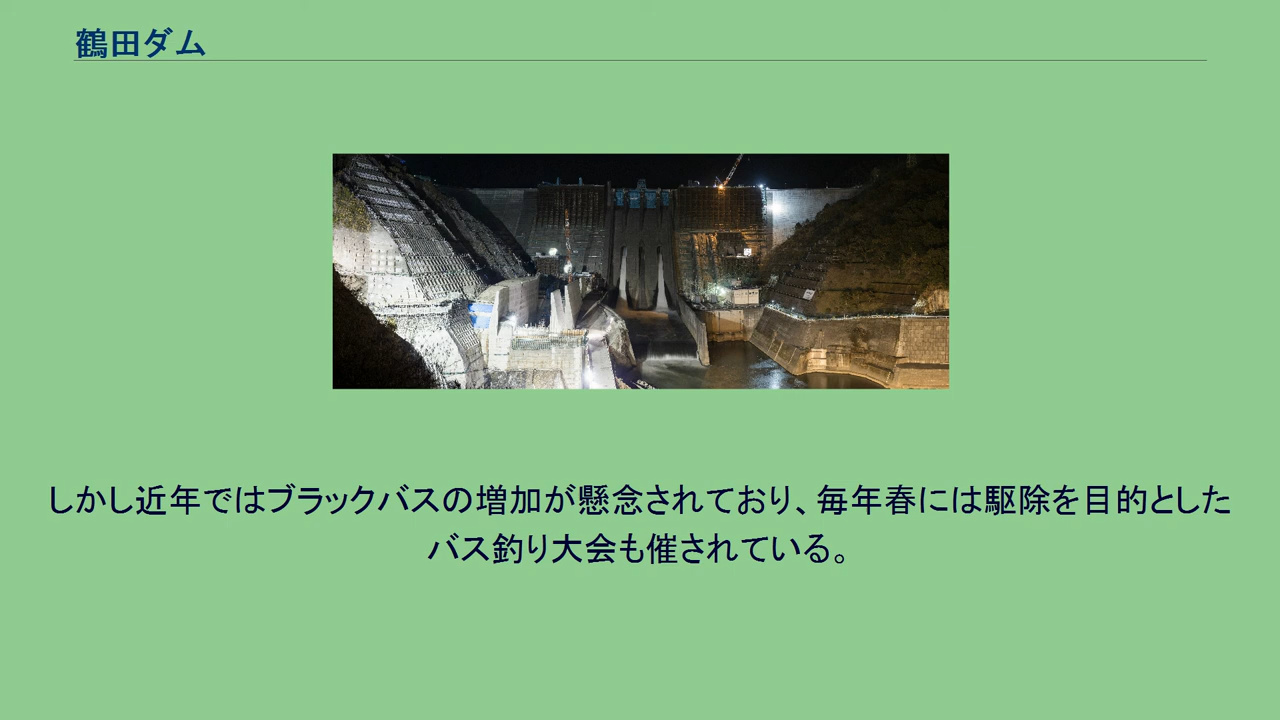 鶴田ダム
しかし近年ではブラックバスの増加が懸念されており、毎年春には駆除を目的とした
バス釣り大会も催されている。